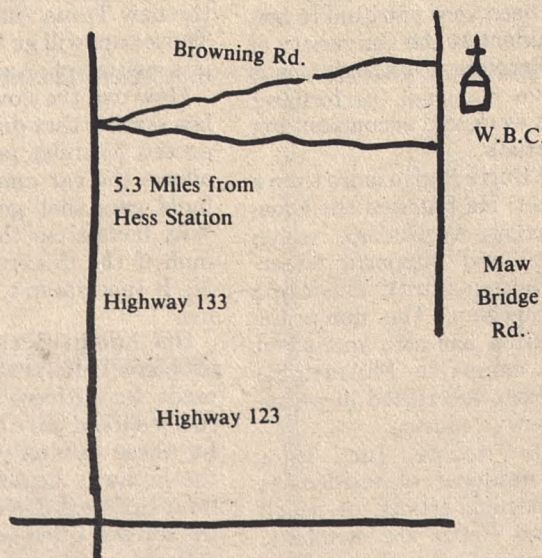 Browning Rd.
W.B.C.
5.3 Miles from
Hess Station
Maw
Bridge
Rd.
Highway 133
Highway 123